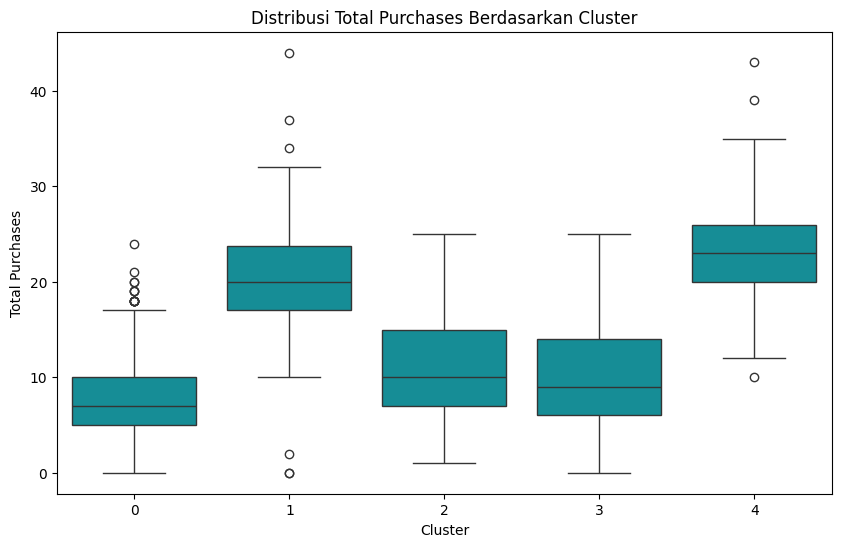 Distribusi Total Purchases Berdasarkan Cluster
Total Purchases
40
30
20
10
0
0 1 2 3 4
Cluster